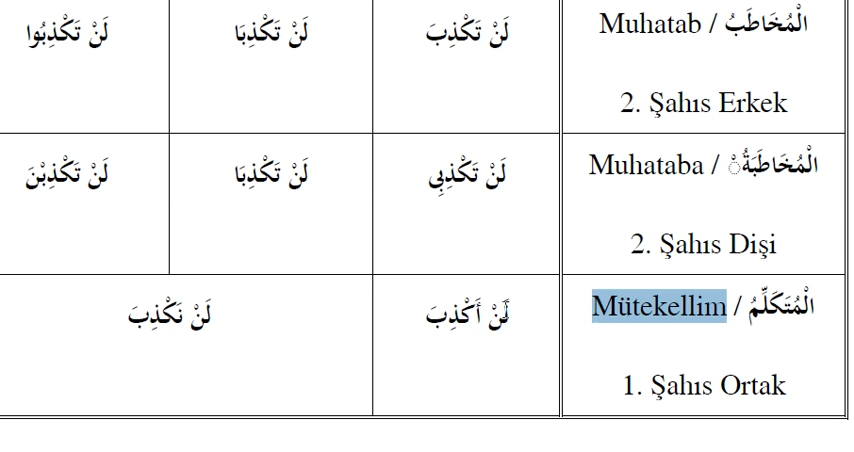 الْمُخَاطَبُ / Muhatab
2. Şahıs Erkek
لَنْ تَكْذِبَ
لَنْ تَكْذِبَا
لَنْ تَكْذِبُوا
الْمُخَاطَبَةُ / Muhataba
2. Şahıs Dişi
لَنْ تَكْذِبِى
لَنْ تَكْذِبَا
لَنْ تَكْذِبْنَ
الْمُتَكَلِّمُ / Mütekellim
1. Şahıs Ortak
لَنْ أَكْذِبَ
لَنْ نَكْذِبَ